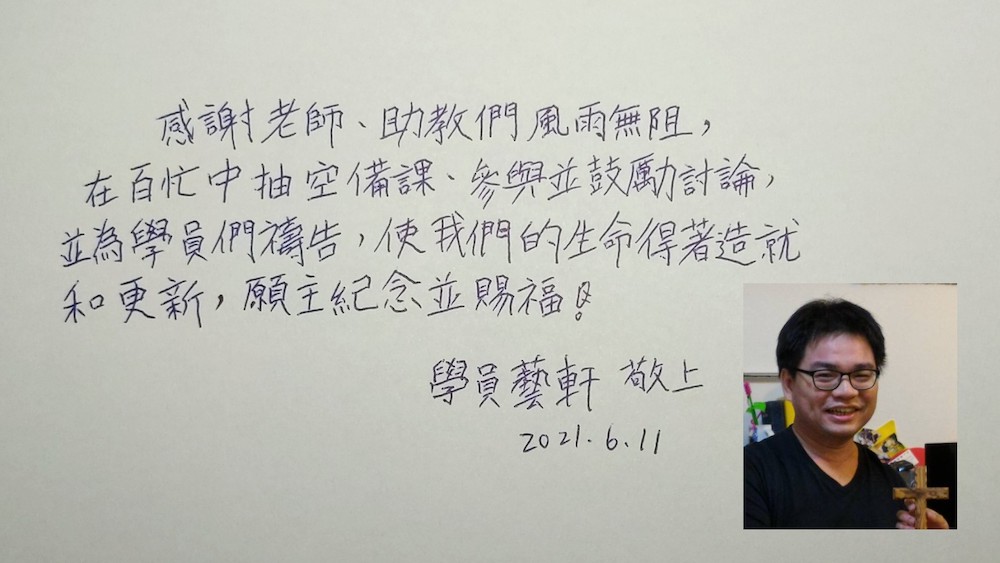 感謝老師、助教們風雨無阻，
在百忙中抽空備課、參與並鼓勵討論，
並為學員們禱告，使我們的生命得著造就
和更新，願主紀念並賜福！
學員藝軒 敬上
2021.6.11